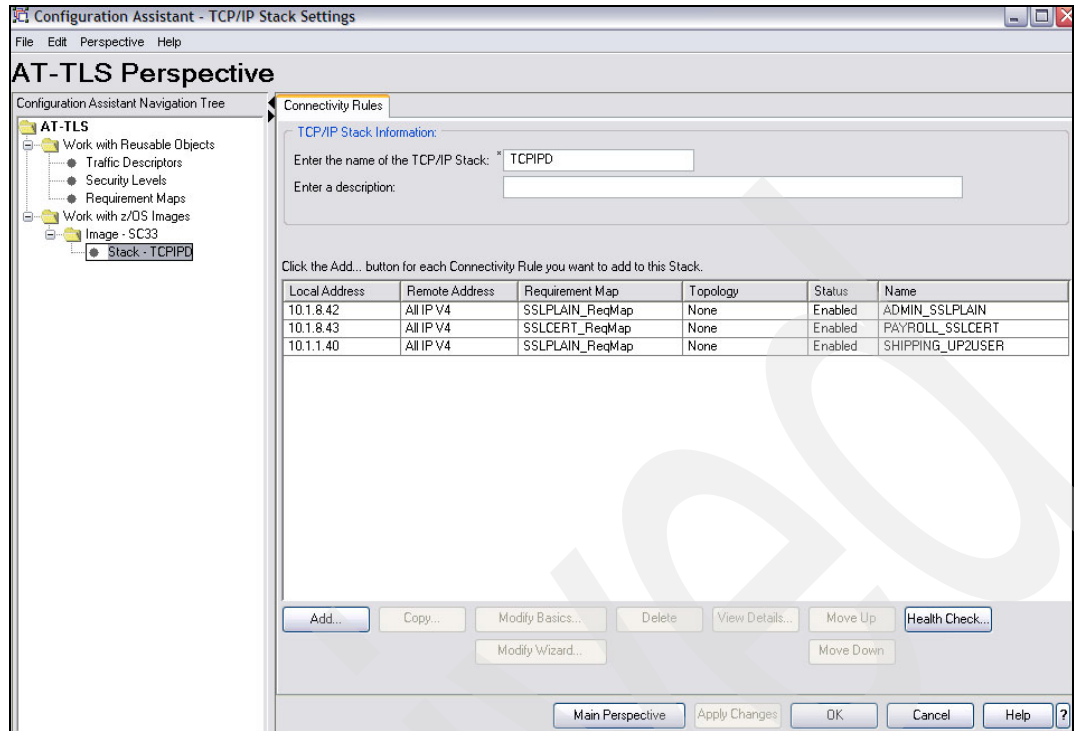 Configuration Assistant - TCP/IP Stack Settings
File Edit Perspective Help
AT-TLS Perspective
Configuration Assistant Navigation Tree
AT-TLS
Work with Reusable Objects
Traffic Descriptors
Security Levels
Requirement Maps
Work with z/OS Images
Image - SC33
Stack - TCPIPD
Connectivity Rules
TCP/IP Stack Information:
Enter the name of the TCP/IP Stack: * TCPIPD
Enter a description:
Click the Add... button for each Connectivity Rule you want to add to this Stack.
Local Address Remote Address Requirement Map Topology Status Name
10.1.8.42 All IP V4 SSLPLAIN_ReqMap None Enabled ADMIN_SSLPLAIN
10.1.8.43 All IP V4 SSLCERT_ReqMap None Enabled PAYROLL_SSLCERT
10.1.1.40 All IP V4 SSLPLAIN_ReqMap None Enabled SHIPPING_UP2USER
Add... Copy... Modify Basics... Delete View Details... Move Up Health Check...
Modify Wizard... Move Down
Main Perspective Apply Changes OK Cancel Help ?